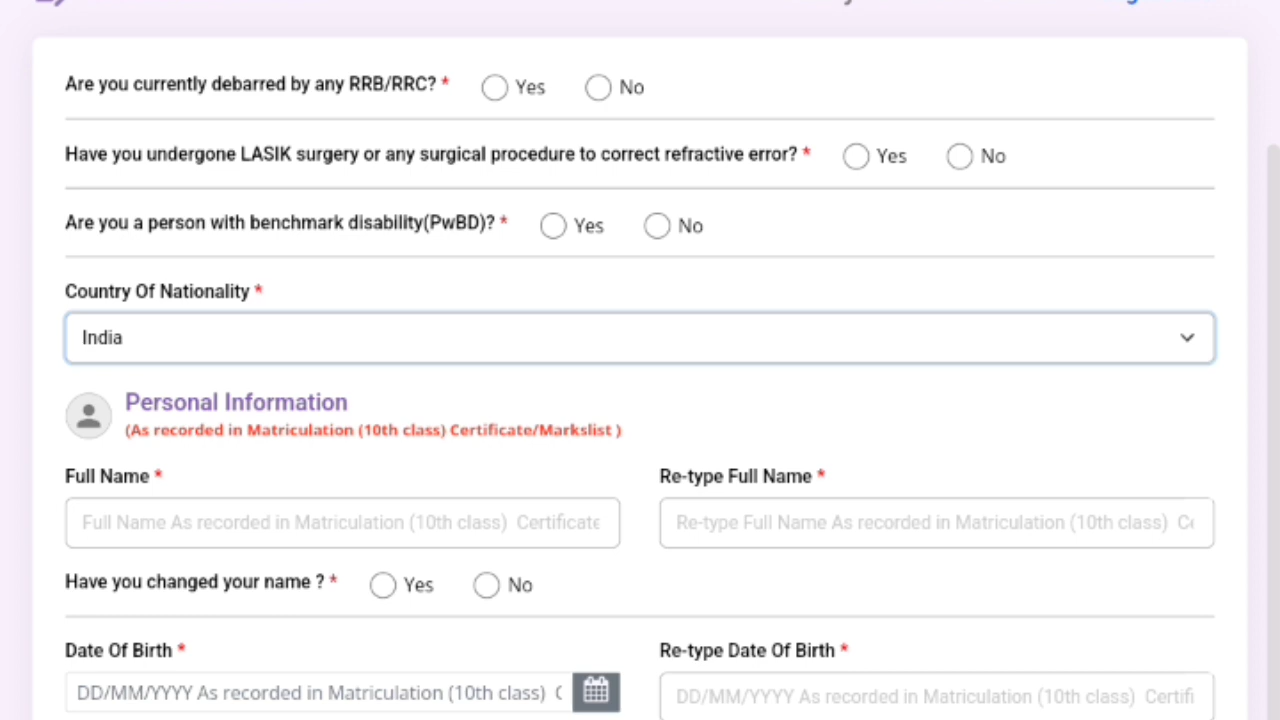 Are you currently debarred by any RRB/RRC? * Yes No
Have you undergone LASIK surgery or any surgical procedure to correct refractive error? * Yes No
Are you a person with benchmark disability(PwBD)? * Yes No
Country Of Nationality *
India
Personal Information
(As recorded in Matriculation (10th class) Certificate/Markslist )
Full Name * Re-type Full Name *
Full Name As recorded in Matriculation (10th class) Certificate Re-type Full Name As recorded in Matriculation (10th class)
Have you changed your name ? * Yes No
Date Of Birth * Re-type Date Of Birth *
DD/MM/YYYY As recorded in Matriculation (10th class) DD/MM/YYYY As recorded in Matriculation (10th class) Certifi